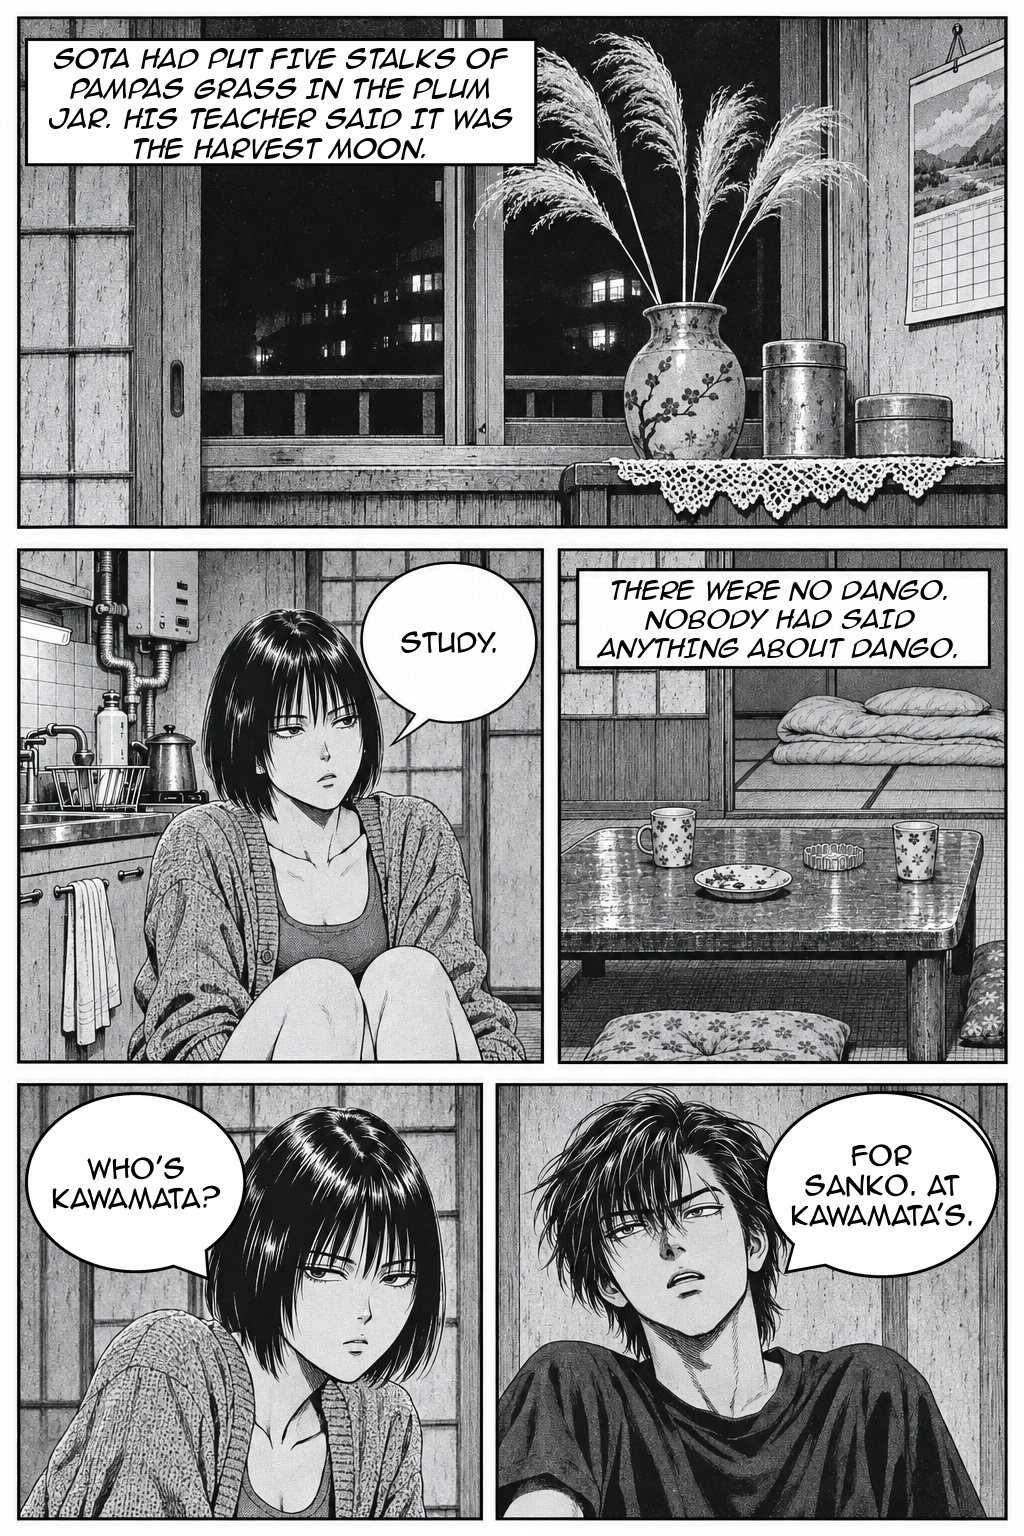 SOTA HAD PUT FIVE STALKS OF
PAMPAS GRASS IN THE PLUM
JAR. HIS TEACHER SAID IT WAS
THE HARVEST MOON.
STUDY.
THERE WERE NO DANGO.
NOBODY HAD SAID
ANYTHING ABOUT DANGO.
WHO'S
KAWAMATA?
FOR
SANKO. AT
KAWAMATA'S.